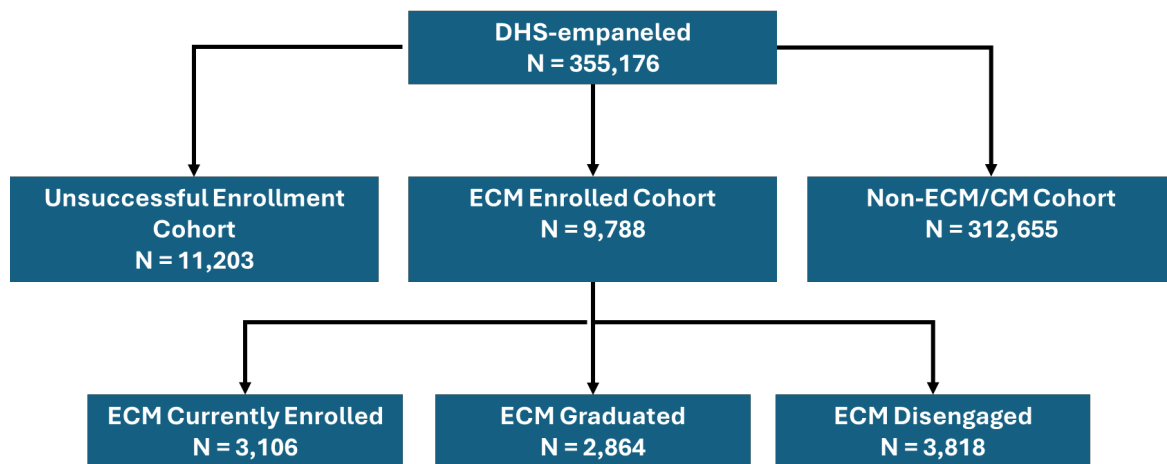 DHS-empaneled
N = 355,176
Unsuccessful Enrollment
Cohort
N = 11,203
ECM Enrolled Cohort
N = 9,788
Non-ECM/CM Cohort
N = 312,655
ECM Currently Enrolled
N = 3,106
ECM Graduated
N = 2,864
ECM Disengaged
N = 3,818